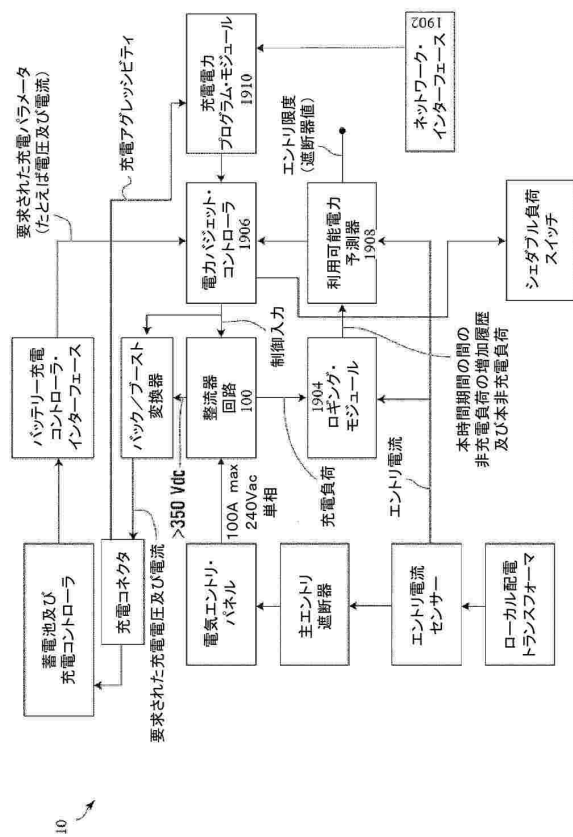 10
蓄電池及び
充電コントローラ
バッテリー充電
コントローラ・
インターフェース
要求された充電パラメータ
(たとえば電圧及び電流)
充電アグレッシビティ
充電コネクタ
バック/ブースト
変換器
電力バジェット・
コントローラ
1906
充電電力
プログラム・モジュール
1910
要求された充電電圧及び電流
>350 Vdc
制御入力
電気エントリ・
パネル
100A max
240Vac
単相
整流器
回路
100
利用可能電力
予測器
1908
エントリ限度
(遮断器値)
充電負荷
主エントリ
遮断器
1904
ロギング・
モジュール
ネットワーク・
インターフェース
1902
エントリ電流
本時間期間の間の
非充電負荷の増加履歴
及び本非充電負荷
エントリ電流
センサー
ローカル配電
トランスフォーマ
シェダブル負荷
スイッチ